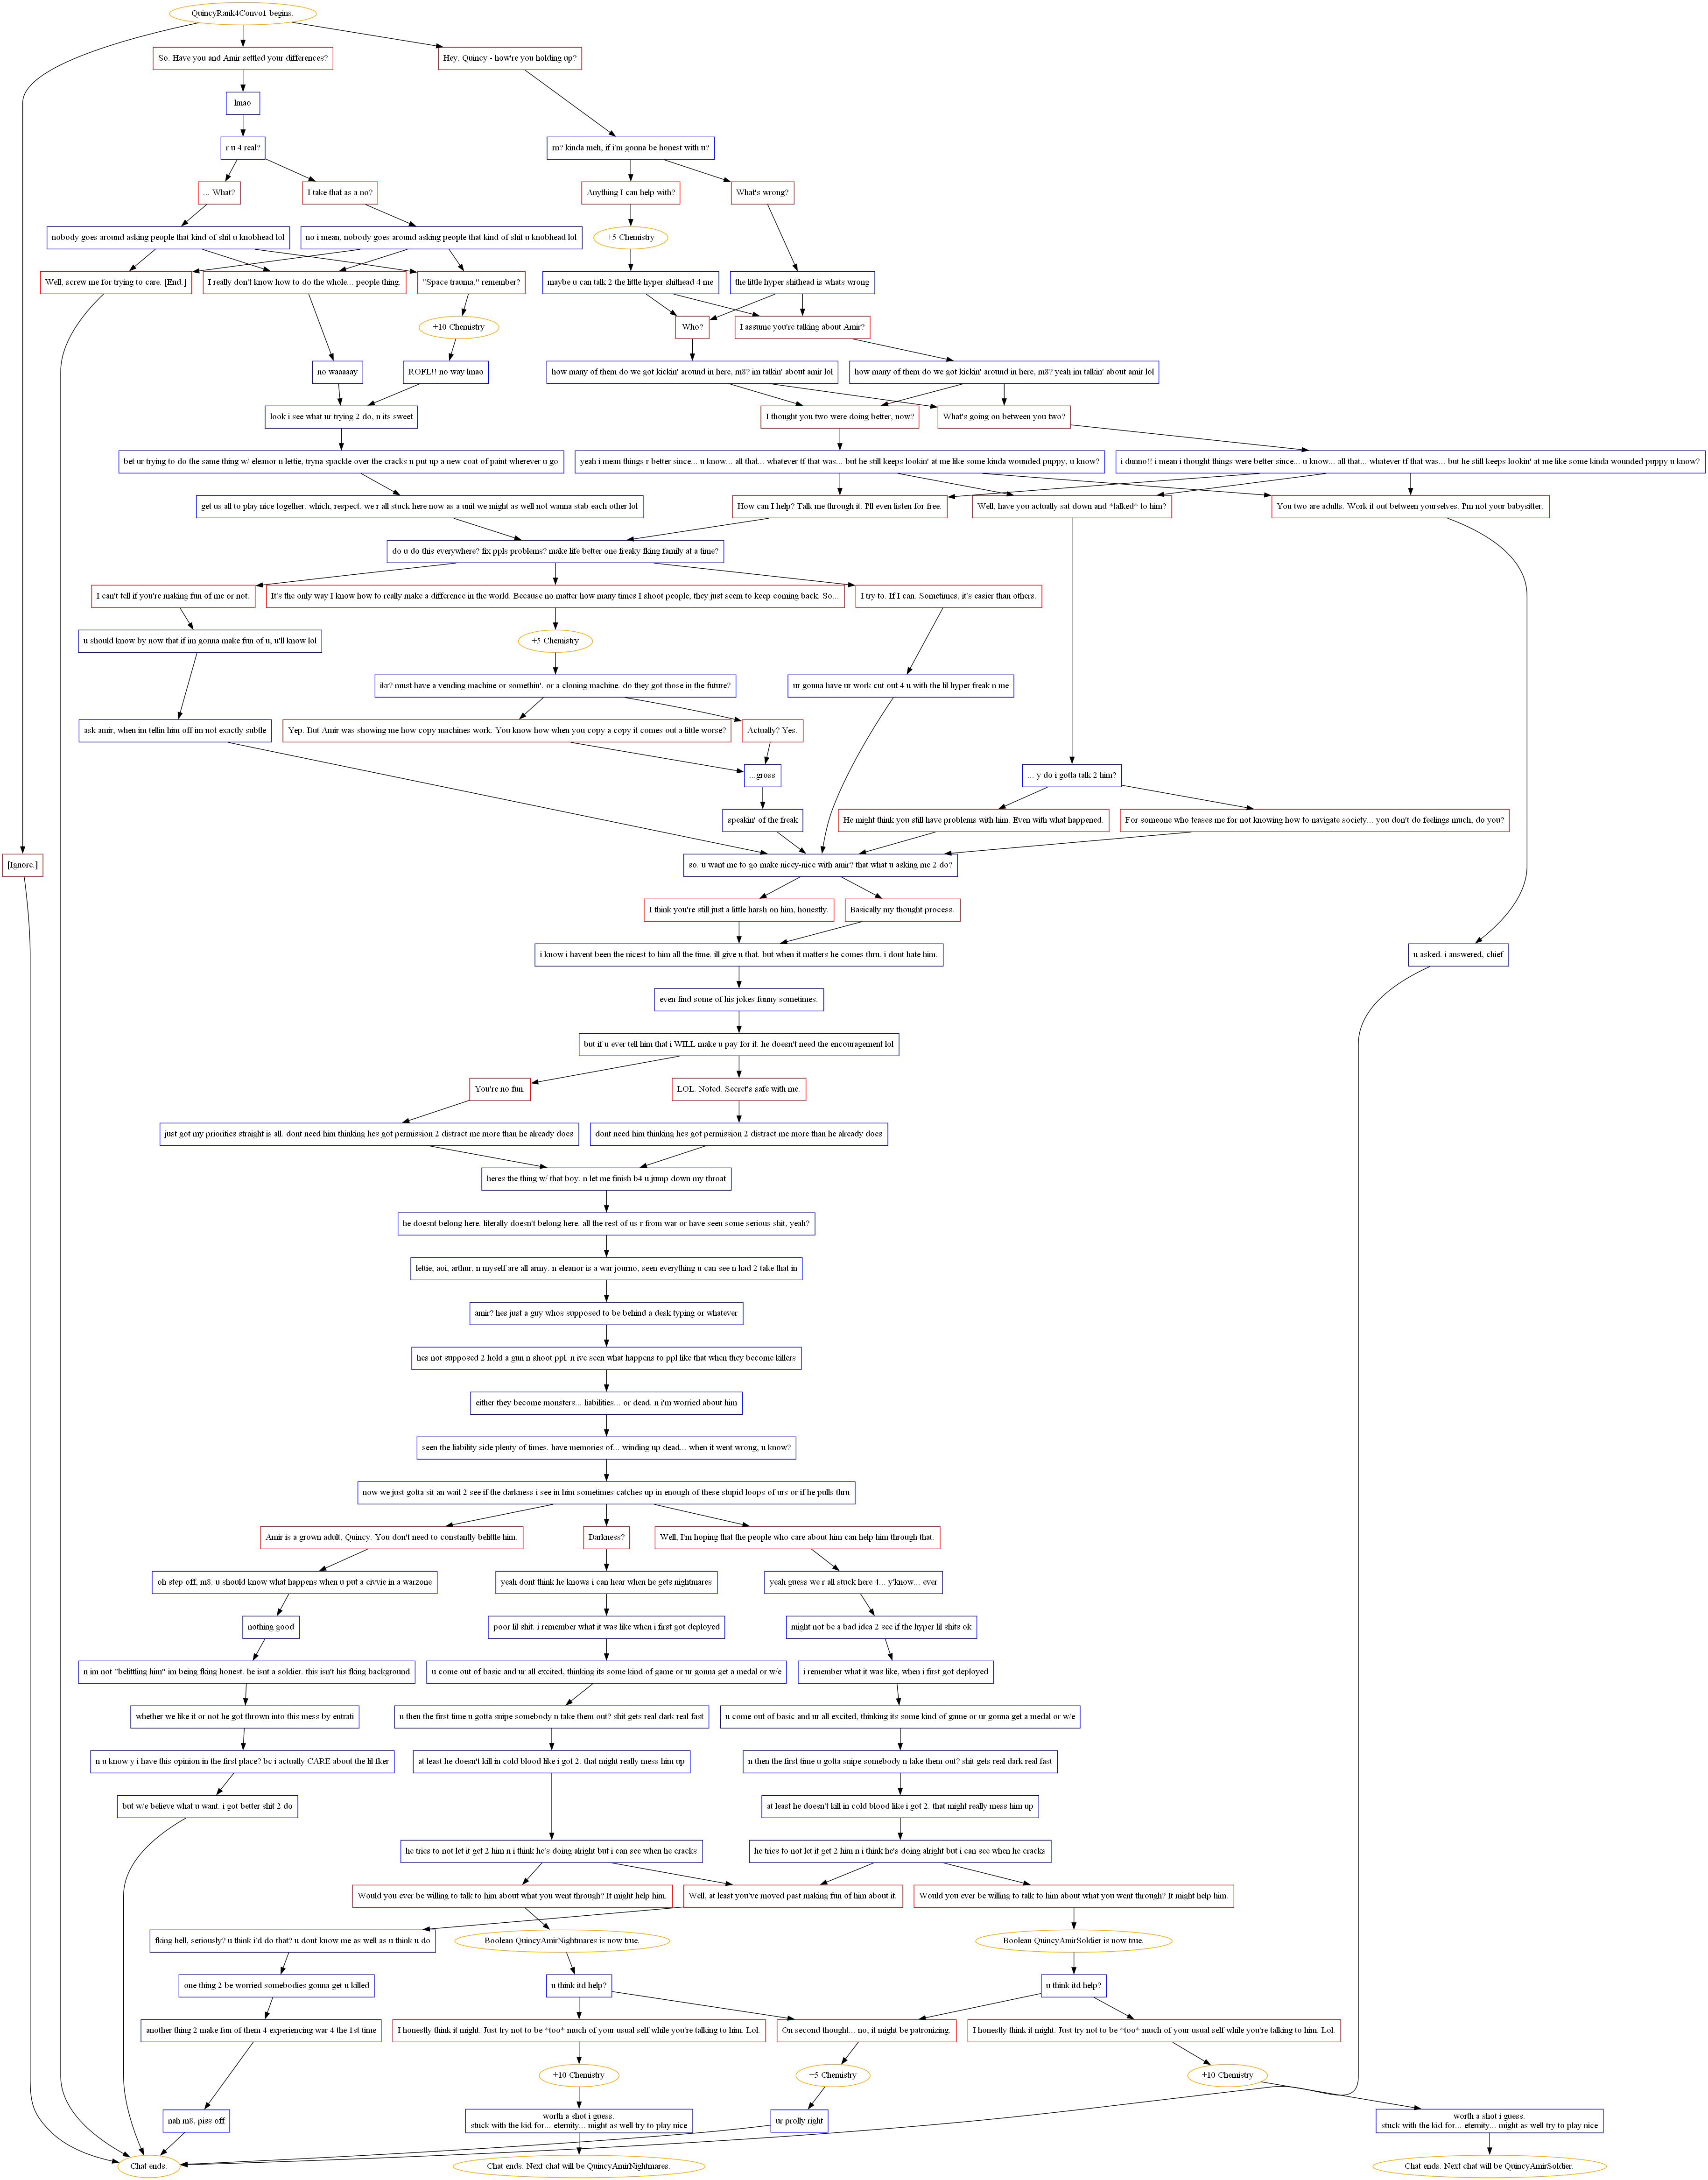 QuincyRank4Convo1 begins.
So. Have you and Amir settled your differences?
Hey, Quincy - how're you holding up?
lmao
r u 4 real?
rn? kinda meh, if i'm gonna be honest with u?
... What?
I take that as a no?
Anything I can help with?
What's wrong?
nobody goes around asking people that kind of shit u knobhead lol
no i mean, nobody goes around asking people that kind of shit u knobhead lol
+5 Chemistry
Well, screw me for trying to care. [End.]
I really don't know how to do the whole... people thing.
"Space trauma," remember?
maybe u can talk 2 the little hyper shithead 4 me
the little hyper shithead is whats wrong
+10 Chemistry
Who?
I assume you're talking about Amir?
no waaaaay
ROFL!! no way lmao
how many of them do we got kickin' around in here, m8? im talkin' about amir lol
how many of them do we got kickin' around in here, m8? yeah im talkin' about amir lol
look i see what ur trying 2 do, n its sweet
I thought you two were doing better, now?
What's going on between you two?
bet ur trying to do the same thing w/ eleanor n lettie, tryna spackle over the cracks n put up a new coat of paint wherever u go
yeah i mean things r better since... u know... all that... whatever tf that was... but he still keeps lookin' at me like some kinda wounded puppy, u know?
i dunno!! i mean i thought things were better since... u know... all that... whatever tf that was... but he still keeps lookin' at me like some kinda wounded puppy u know?
get us all to play nice together. which, respect. we r all stuck here now as a unit we might as well not wanna stab each other lol
How can I help? Talk me through it. I'll even listen for free.
Well, have you actually sat down and *talked* to him?
You two are adults. Work it out between yourselves. I'm not your babysitter.
do u do this everywhere? fix ppls problems? make life better one freaky fking family at a time?
I can't tell if you're making fun of me or not.
It's the only way I know how to really make a difference in the world. Because no matter how many times I shoot people, they just seem to keep coming back. So...
I try to. If I can. Sometimes, it's easier than others.
u should know by now that if im gonna make fun of u, u'll know lol
+5 Chemistry
ikr? must have a vending machine or somethin'. or a cloning machine. do they got those in the future?
ur gonna have ur work cut out 4 u with the lil hyper freak n me
ask amir, when im tellin him off im not exactly subtle
Yep. But Amir was showing me how copy machines work. You know how when you copy a copy it comes out a little worse?
Actually? Yes.
...gross
... y do i gotta talk 2 him?
speakin' of the freak
He might think you still have problems with him. Even with what happened.
For someone who teases me for not knowing how to navigate society... you don't do feelings much, do you?
[Ignore.]
so. u want me to go make nicey-nice with amir? that what u asking me 2 do?
I think you're still just a little harsh on him, honestly.
Basically my thought process.
i know i havent been the nicest to him all the time. ill give u that. but when it matters he comes thru. i dont hate him.
u asked. i answered, chief
even find some of his jokes funny sometimes.
but if u ever tell him that i WILL make u pay for it. he doesn't need the encouragement lol
You're no fun.
LOL. Noted. Secret's safe with me.
just got my priorities straight is all. dont need him thinking hes got permission 2 distract me more than he already does
dont need him thinking hes got permission 2 distract me more than he already does
heres the thing w/ that boy. n let me finish b4 u jump down my throat
he doesnt belong here. literally doesn't belong here. all the rest of us r from war or have seen some serious shit, yeah?
lettie, aoi, arthur, n myself are all army. n eleanor is a war journo, seen everything u can see n had 2 take that in
amir? hes just a guy whos supposed to be behind a desk typing or whatever
hes not supposed 2 hold a gun n shoot ppl. n ive seen what happens to ppl like that when they become killers
either they become monsters... liabilities... or dead. n i'm worried about him
seen the liability side plenty of times. have memories of... winding up dead... when it went wrong, u know?
now we just gotta sit an wait 2 see if the darkness i see in him sometimes catches up in enough of these stupid loops of urs or if he pulls thru
Amir is a grown adult, Quincy. You don't need to constantly belittle him.
Darkness?
Well, I'm hoping that the people who care about him can help him through that.
oh step off, m8. u should know what happens when u put a civvie in a warzone
yeah dont think he knows i can hear when he gets nightmares
yeah guess we r all stuck here 4... y'know... ever
nothing good
poor lil shit. i remember what it was like when i first got deployed
might not be a bad idea 2 see if the hyper lil shits ok
n im not "belittling him" im being fking honest. he isnt a soldier. this isn't his fking background
u come out of basic and ur all excited, thinking its some kind of game or ur gonna get a medal or w/e
i remember what it was like, when i first got deployed
whether we like it or not he got thrown into this mess by entrati
n then the first time u gotta snipe somebody n take them out? shit gets real dark real fast
u come out of basic and ur all excited, thinking its some kind of game or ur gonna get a medal or w/e
n u know y i have this opinion in the first place? bc i actually CARE about the lil fker
at least he doesn't kill in cold blood like i got 2. that might really mess him up
n then the first time u gotta snipe somebody n take them out? shit gets real dark real fast
but w/e believe what u want. i got better shit 2 do
at least he doesn't kill in cold blood like i got 2. that might really mess him up
he tries to not let it get 2 him n i think he's doing alright but i can see when he cracks
he tries to not let it get 2 him n i think he's doing alright but i can see when he cracks
Would you ever be willing to talk to him about what you went through? It might help him.
Well, at least you've moved past making fun of him about it.
Would you ever be willing to talk to him about what you went through? It might help him.
fking hell, seriously? u think i'd do that? u dont know me as well as u think u do
Boolean QuincyAmirNightmares is now true.
Boolean QuincyAmirSoldier is now true.
one thing 2 be worried somebodies gonna get u killed
u think itd help?
u think itd help?
another thing 2 make fun of them 4 experiencing war 4 the 1st time
I honestly think it might. Just try not to be *too* much of your usual self while you're talking to him. Lol.
On second thought... no, it might be patronizing.
I honestly think it might. Just try not to be *too* much of your usual self while you're talking to him. Lol.
+10 Chemistry
+5 Chemistry
+10 Chemistry
nah m8, piss off
worth a shot i guess.
stuck with the kid for... eternity... might as well try to play nice
ur prolly right
worth a shot i guess.
stuck with the kid for... eternity... might as well try to play nice
Chat ends.
Chat ends. Next chat will be QuincyAmirNightmares.
Chat ends. Next chat will be QuincyAmirSoldier.